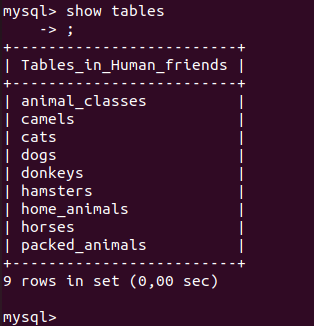 mysql> show tables
    -> ;
+-------------------------+
| Tables_in_Human_friends |
+-------------------------+
| animal_classes          |
| camels                  |
| cats                    |
| dogs                    |
| donkeys                 |
| hamsters                |
| home_animals            |
| horses                  |
| packed_animals          |
+-------------------------+
9 rows in set (0,00 sec)

mysql>